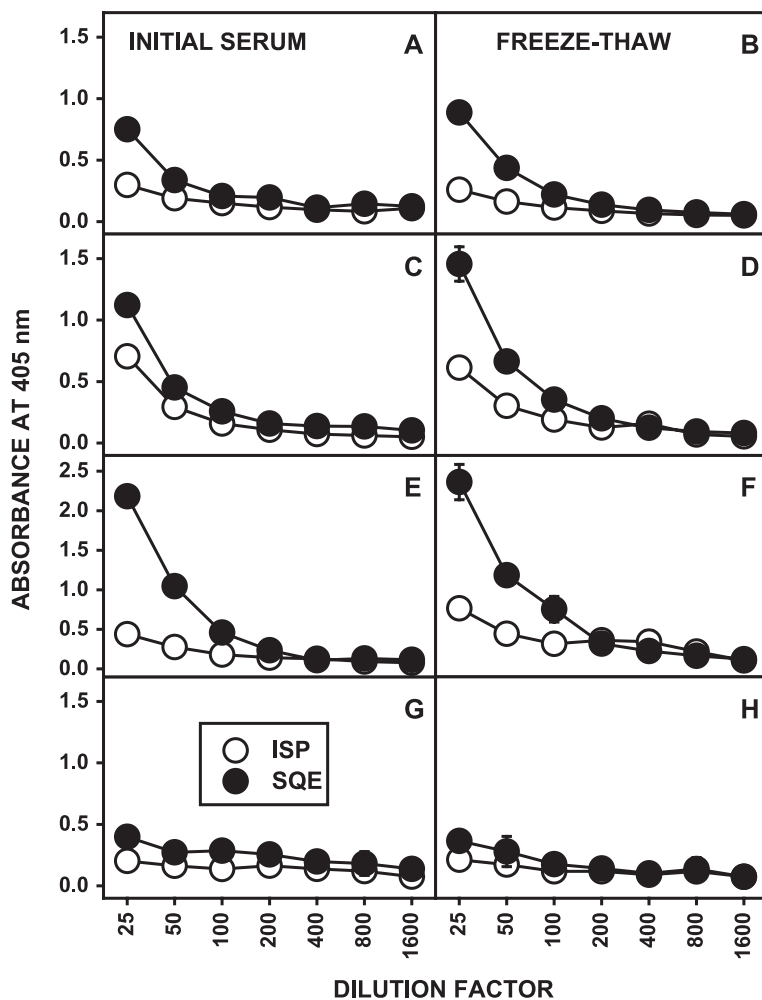 INITIAL SERUM
A
FREEZE-THAW
B
1.5
1.0
0.5
0.0
C
D
1.5
1.0
0.5
0.0
E
F
2.5
2.0
1.5
1.0
0.5
0.0
G
H
1.5
1.0
0.5
0.0
ISP
SQE
ABSORBANCE AT 405 nm
25
50
100
200
400
800
1600
25
50
100
200
400
800
1600
DILUTION FACTOR